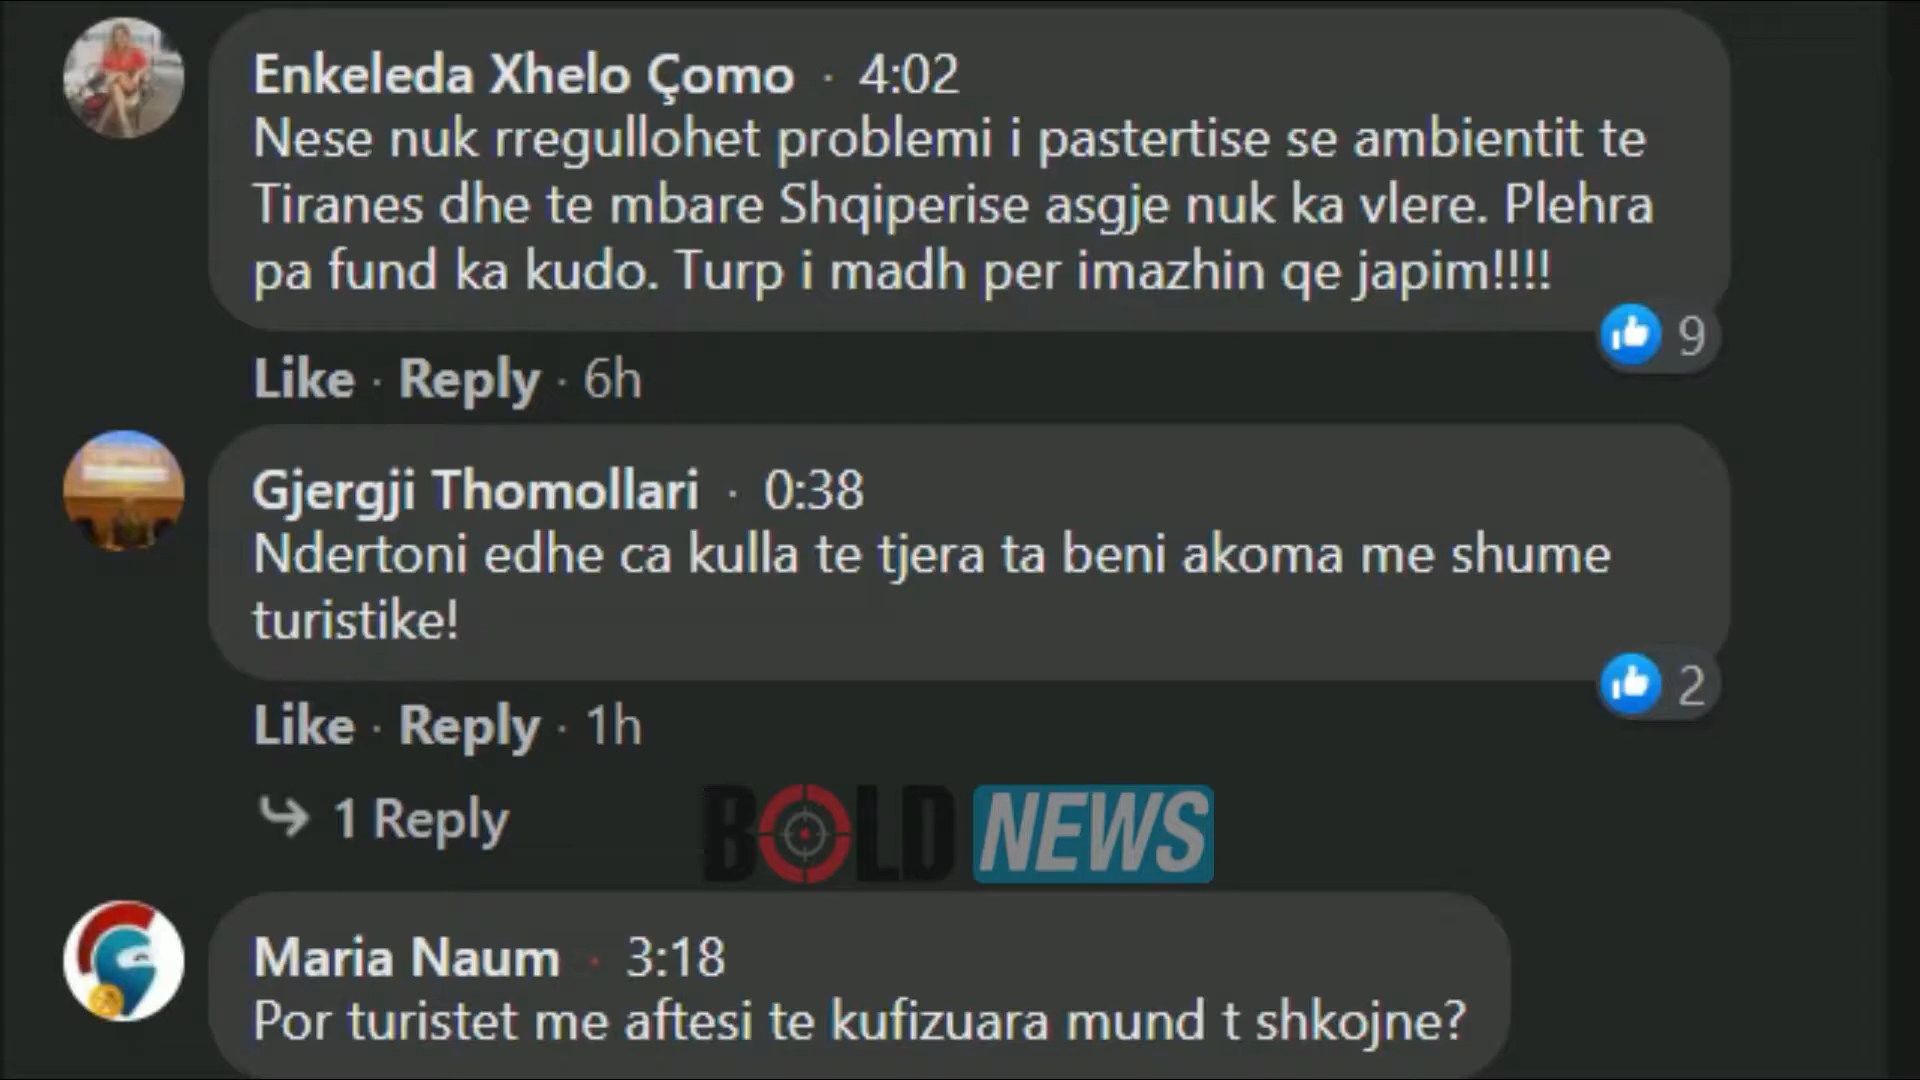 Enkeleda Xhelo Çomo · 4:02
Nese nuk rregullohet problemi i pastertise se ambientit te
Tiranes dhe te mbare Shqiperise asgje nuk ka vlere. Plehra
pa fund ka kudo. Turp i madh per imazhin qe japim!!!!
9
Like · Reply · 6h
Gjergji Thomollari · 0:38
Ndertoni edhe ca kulla te tjera ta beni akoma me shume
turistike!
2
Like · Reply · 1h
1 Reply
BOLD NEWS
Maria Naum · 3:18
Por turistet me aftesi te kufizuara mund t shkojne?